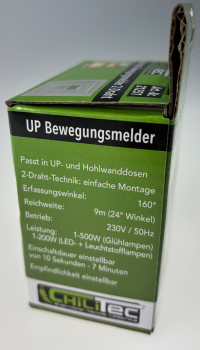 UP Bewegungsmelder
Passt in UP- und Hohlwanddosen
2-Draht-Technik: einfache Montage
Erfassungswinkel: 160°
Reichweite: 9m (24° Winkel)
Betrieb: 230V / 50Hz
Leistung: 1-500W (Glühlampen)
1-200W (LED- + Leuchtstofflampen)
Einschaltdauer einstellbar
von 10 Sekunden - 7 Minuten
Empfindlichkeit einstellbar
CHILITEC